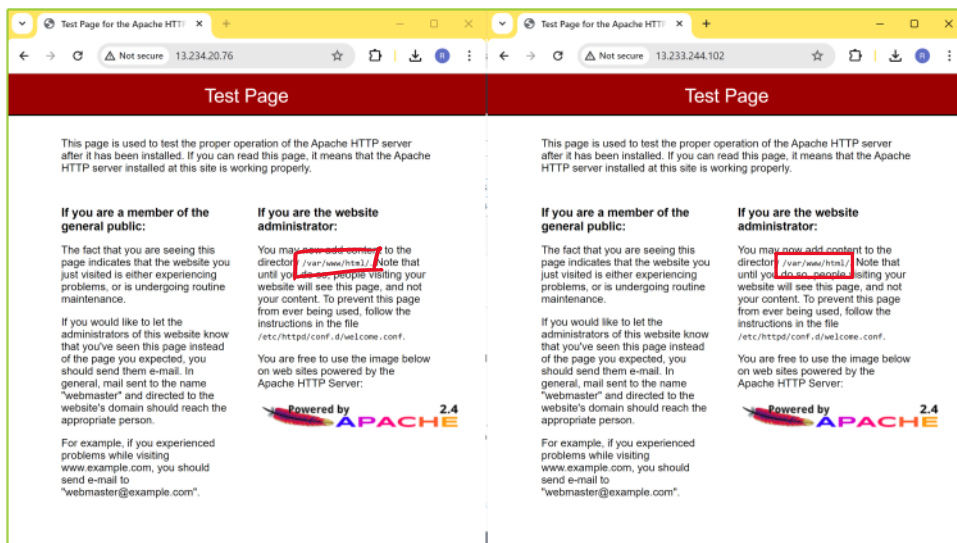 Test Page for the Apache HTTP
Not secure 13.234.20.76
R
Test Page
This page is used to test the proper operation of the Apache HTTP server
after it has been installed. If you can read this page, it means that the Apache
HTTP server installed at this site is working properly.
If you are a member of the
general public:
The fact that you are seeing this
page indicates that the website you
just visited is either experiencing
problems, or is undergoing routine
maintenance.
If you would like to let the
administrators of this website know
that you've seen this page instead
of the page you expected, you
should send them e-mail. In
general, mail sent to the name
"webmaster" and directed to the
website's domain should reach the
appropriate person.
For example, if you experienced
problems while visiting
www.example.com, you should
send e-mail to
"webmaster@example.com".
If you are the website
administrator:
You may now add content to the
directory /var/www/html/. Note that
until you do so, people visiting your
website will see this page, and not
your content. To prevent this page
from ever being used, follow the
instructions in the file
/etc/httpd/conf.d/welcome.conf.
You are free to use the image below
on web sites powered by the
Apache HTTP Server:
Powered by 2.4
APACHE
Test Page for the Apache HTTP
Not secure 13.233.244.102
R
Test Page
This page is used to test the proper operation of the Apache HTTP server
after it has been installed. If you can read this page, it means that the Apache
HTTP server installed at this site is working properly.
If you are a member of the
general public:
The fact that you are seeing this
page indicates that the website you
just visited is either experiencing
problems, or is undergoing routine
maintenance.
If you would like to let the
administrators of this website know
that you've seen this page instead
of the page you expected, you
should send them e-mail. In
general, mail sent to the name
"webmaster" and directed to the
website's domain should reach the
appropriate person.
For example, if you experienced
problems while visiting
www.example.com, you should
send e-mail to
"webmaster@example.com".
If you are the website
administrator:
You may now add content to the
directory /var/www/html/. Note that
until you do so, people visiting your
website will see this page, and not
your content. To prevent this page
from ever being used, follow the
instructions in the file
/etc/httpd/conf.d/welcome.conf.
You are free to use the image below
on web sites powered by the
Apache HTTP Server:
Powered by 2.4
APACHE